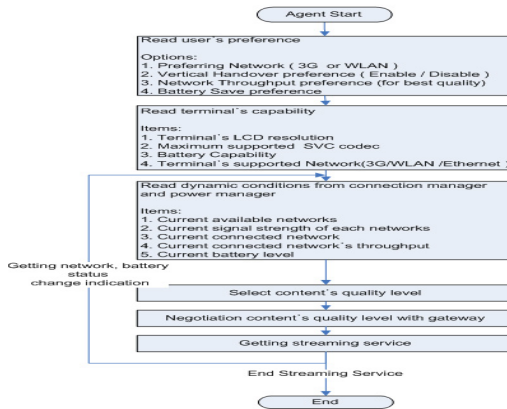 Agent Start
Read user's preference
Options:
1. Preferring Network ( 3G or WLAN )
2. Vertical Handover preference ( Enable / Disable )
3. Network Throughput preference (for best quality)
4. Battery Save preference
Read terminal's capability
Items:
1. Terminal's LCD resolution
2. Maximum supported SVC codec
3. Battery Capability
4. Terminal's supported Network(3G/WLAN /Ethernet )
Read dynamic conditions from connection manager
and power manager
Items:
1. Current available networks
2. Current signal strength of each networks
3. Current connected network
4. Current connected network's throughput
5. Current battery level
Getting network, battery
status
change indication
Select content's quality level
Negotiation content's quality level with gateway
Getting streaming service
End Streaming Service
End